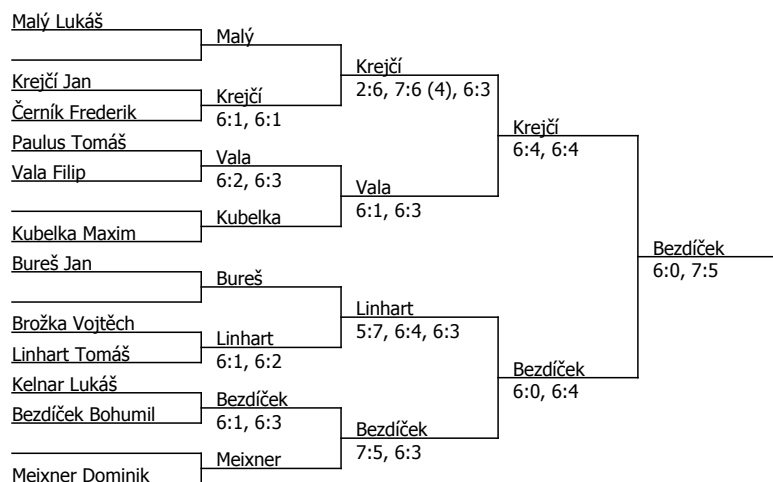 Malý Lukáš
Malý
Krejčí
2:6, 7:6 (4), 6:3
Krejčí Jan
Krejčí
6:1, 6:1
Černík Frederik
Krejčí
6:4, 6:4
Paulus Tomáš
Vala
6:2, 6:3
Vala Filip
Vala
6:1, 6:3
Kubelka
Kubelka Maxim
Bezdíček
6:0, 7:5
Bureš Jan
Bureš
Linhart
5:7, 6:4, 6:3
Brožka Vojtěch
Linhart
6:1, 6:2
Linhart Tomáš
Bezdíček
6:0, 6:4
Kelnar Lukáš
Bezdíček
6:1, 6:3
Bezdíček Bohumil
Bezdíček
7:5, 6:3
Meixner
Meixner Dominik